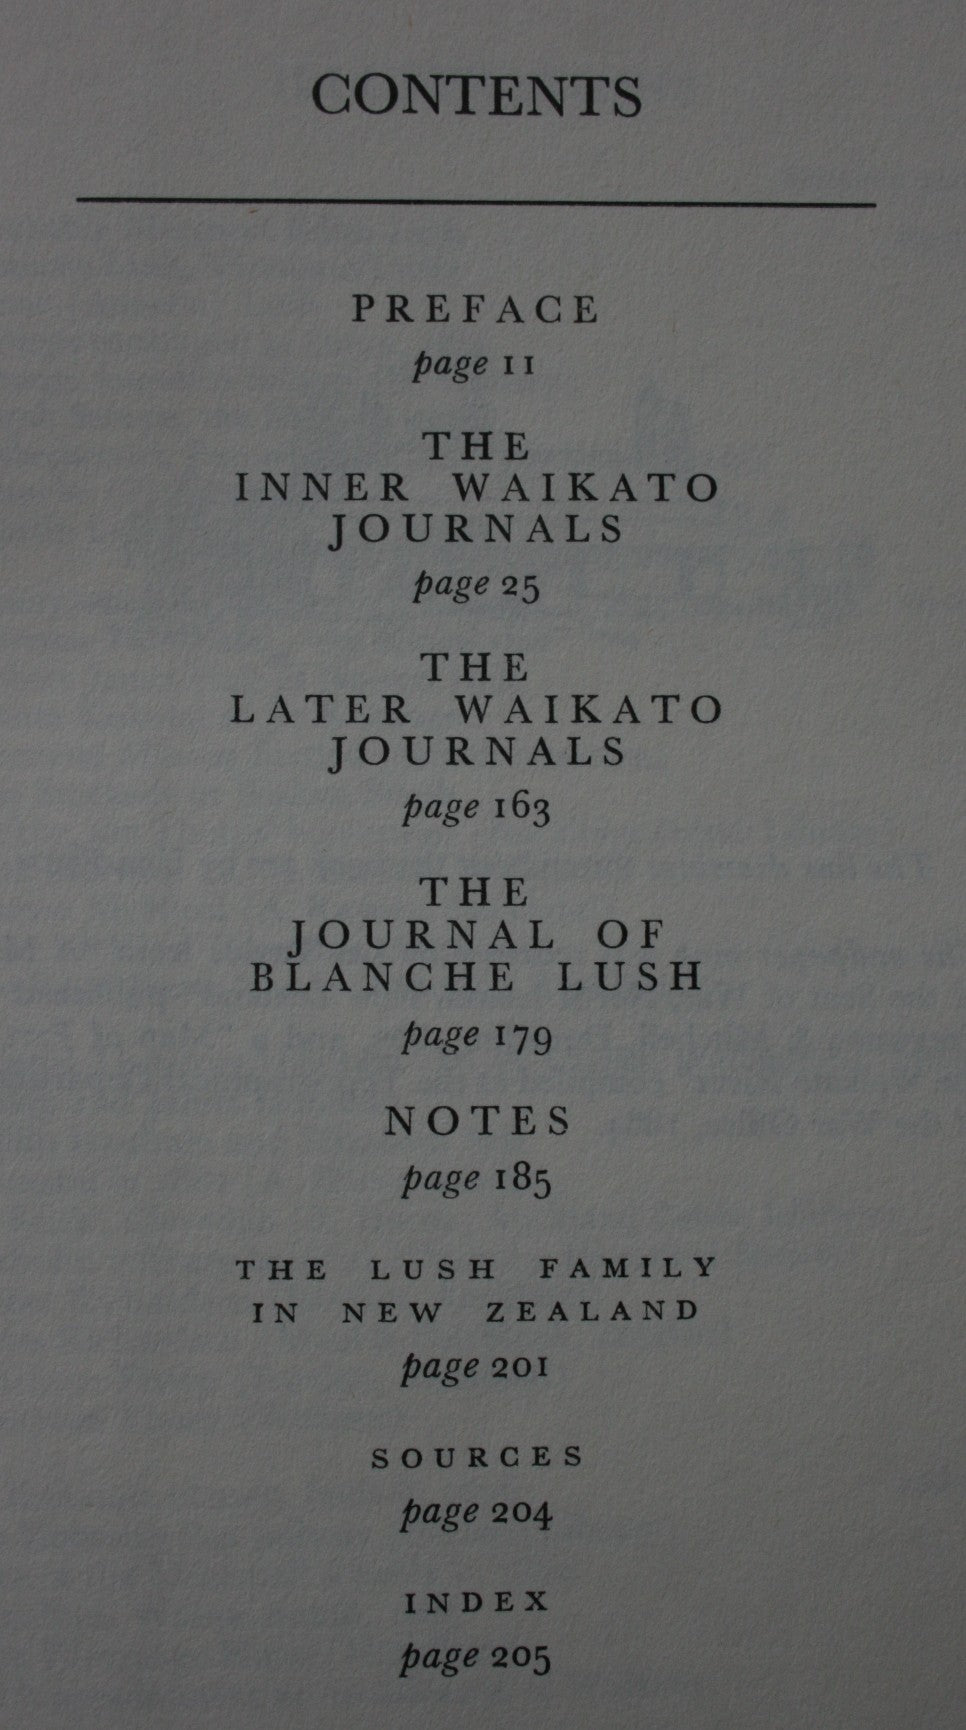 CONTENTS
PREFACE
page 11
THE
INNER WAIKATO
JOURNALS
page 25
THE
LATER WAIKATO
JOURNALS
page 163
THE
JOURNAL OF
BLANCHE LUSH
page 179
NOTES
page 185
THE LUSH FAMILY
IN NEW ZEALAND
page 201
SOURCES
page 204
INDEX
page 205